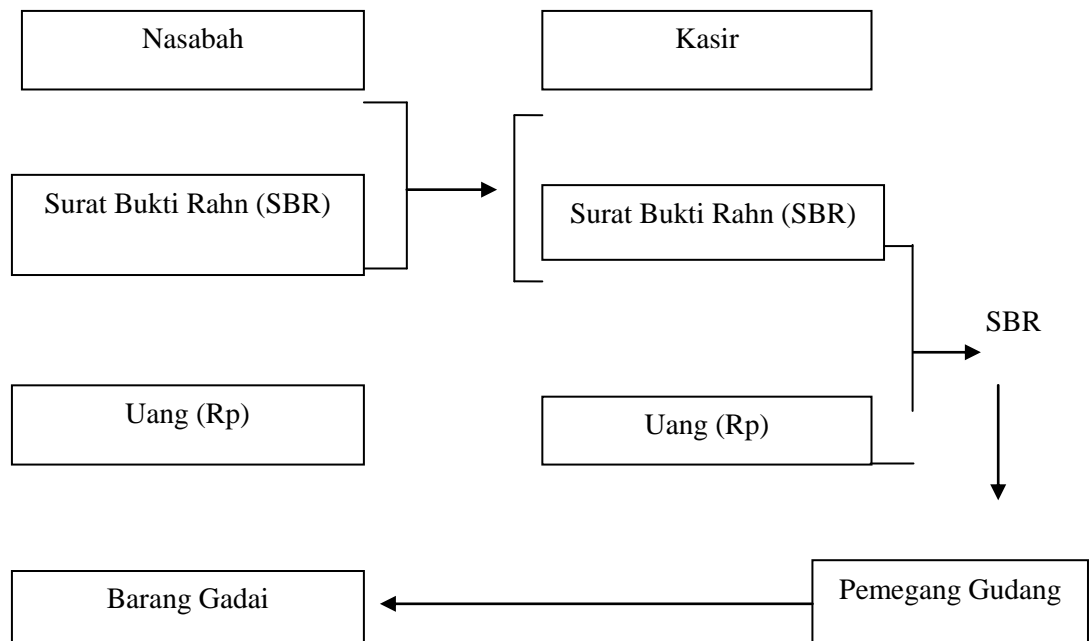 Nasabah
Kasir
Surat Bukti Rahn (SBR)
Surat Bukti Rahn (SBR)
SBR
Uang (Rp)
Uang (Rp)
Barang Gadai
Pemegang Gudang